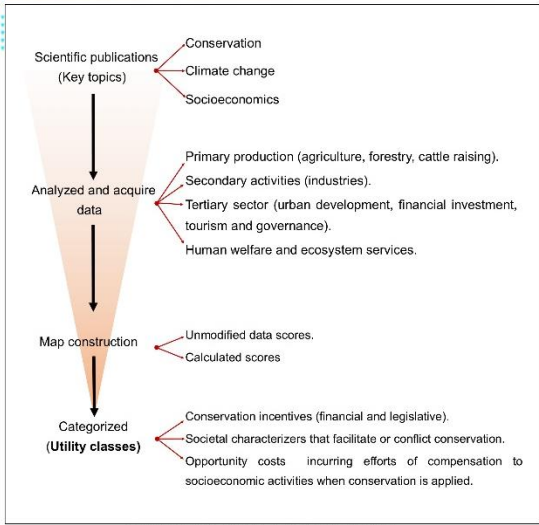 Scientific publications
(Key topics)
Conservation
Climate change
Socioeconomics
Analyzed and acquire
data
Primary production (agriculture, forestry, cattle raising).
Secondary activities (industries).
Tertiary sector (urban development, financial investment,
tourism and governance).
Human welfare and ecosystem services.
Map construction
Unmodified data scores.
Calculated scores
Categorized
(Utility classes)
Conservation incentives (financial and legislative).
Societal characterizers that facilitate or conflict conservation.
Opportunity costs incurring efforts of compensation to
socioeconomic activities when conservation is applied.